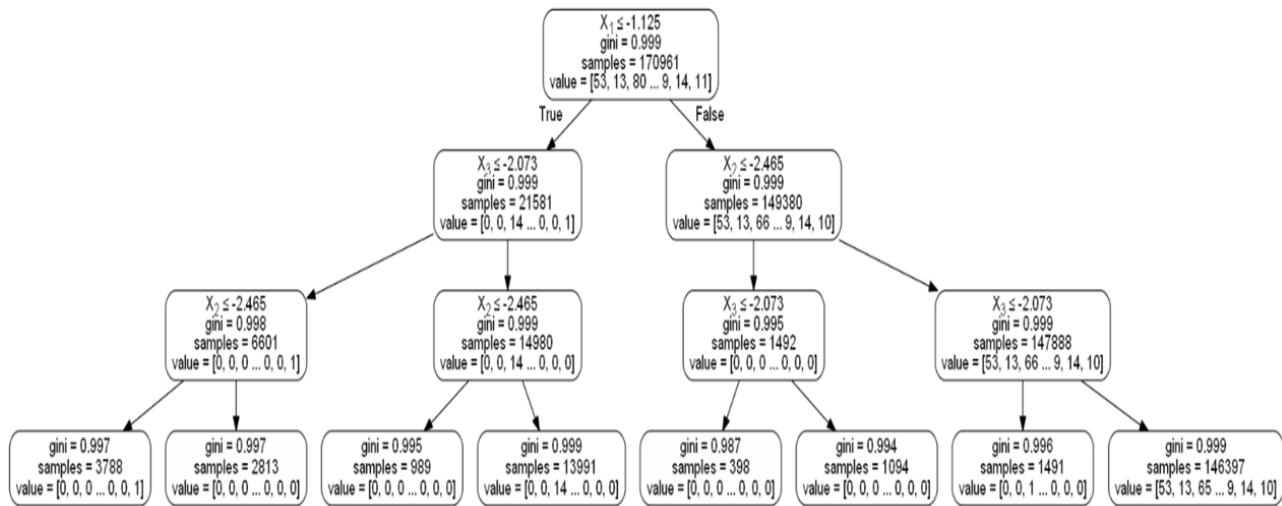 X1 ≤ -1.125
gini = 0.999
samples = 170961
value = [53, 13, 80 ... 9, 14, 11]
True
False
X3 ≤ -2.073
gini = 0.999
samples = 21581
value = [0, 0, 14 ... 0, 0, 1]
X2 ≤ -2.465
gini = 0.999
samples = 149380
value = [53, 13, 66 ... 9, 14, 10]
X2 ≤ -2.465
gini = 0.998
samples = 6601
value = [0, 0, 0 ... 0, 0, 1]
X2 ≤ -2.465
gini = 0.999
samples = 14980
value = [0, 0, 14 ... 0, 0, 0]
X3 ≤ -2.073
gini = 0.995
samples = 1492
value = [0, 0, 0 ... 0, 0, 0]
X3 ≤ -2.073
gini = 0.999
samples = 147888
value = [53, 13, 66 ... 9, 14, 10]
gini = 0.997
samples = 3788
value = [0, 0, 0 ... 0, 0, 1]
gini = 0.997
samples = 2813
value = [0, 0, 0 ... 0, 0, 0]
gini = 0.995
samples = 989
value = [0, 0, 0 ... 0, 0, 0]
gini = 0.999
samples = 13991
value = [0, 0, 14 ... 0, 0, 0]
gini = 0.987
samples = 398
value = [0, 0, 0 ... 0, 0, 0]
gini = 0.994
samples = 1094
value = [0, 0, 0 ... 0, 0, 0]
gini = 0.996
samples = 1491
value = [0, 0, 1 ... 0, 0, 0]
gini = 0.999
samples = 146397
value = [53, 13, 65 ... 9, 14, 10]